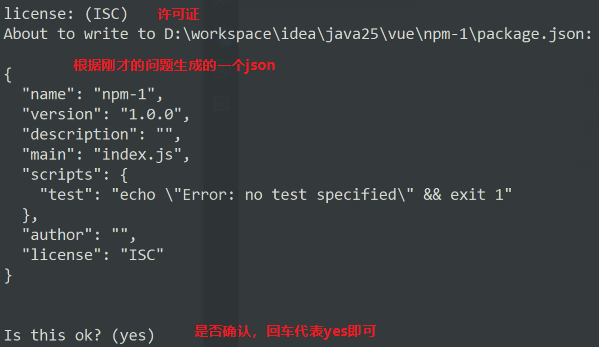 license: (ISC) 许可证
About to write to D:\workspace\idea\java25\vue\npm-1\package.json:
根据刚才的问题生成的一个json
{
"name": "npm-1",
"version": "1.0.0",
"description": "",
"main": "index.js",
"scripts": {
"test": "echo \"Error: no test specified\" && exit 1"
},
"author": "",
"license": "ISC"
}
Is this ok? (yes) 是否确认，回车代表yes即可